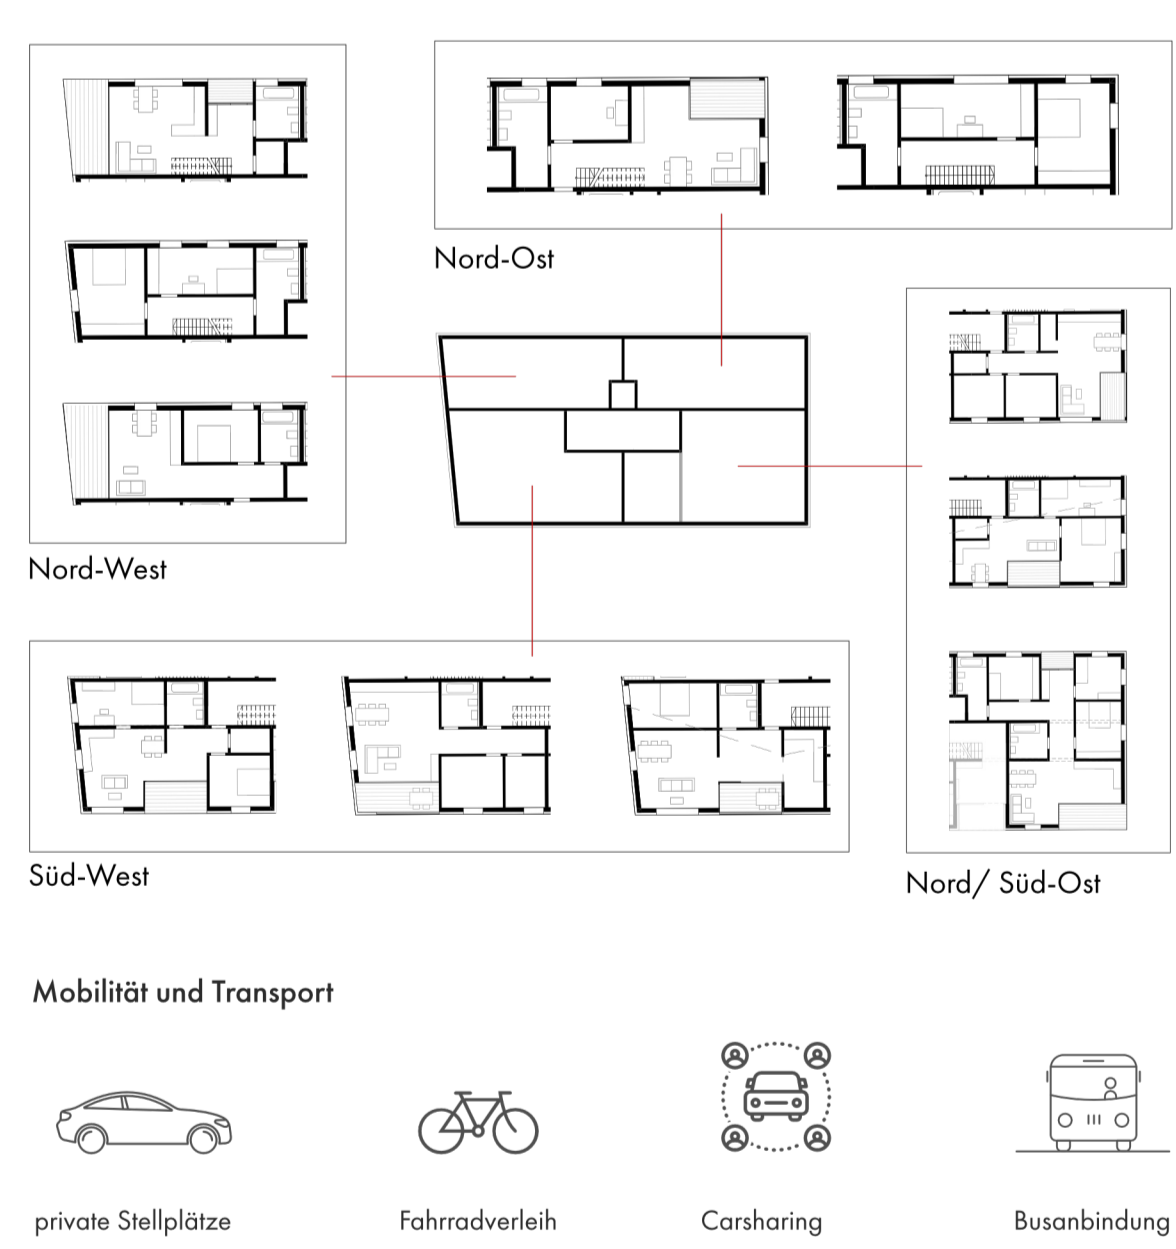 Nord-Ost
Nord-West
Süd-West
Nord/ Süd-Ost
Mobilität und Transport
private Stellplätze
Fahrradverleih
Carsharing
Busanbindung